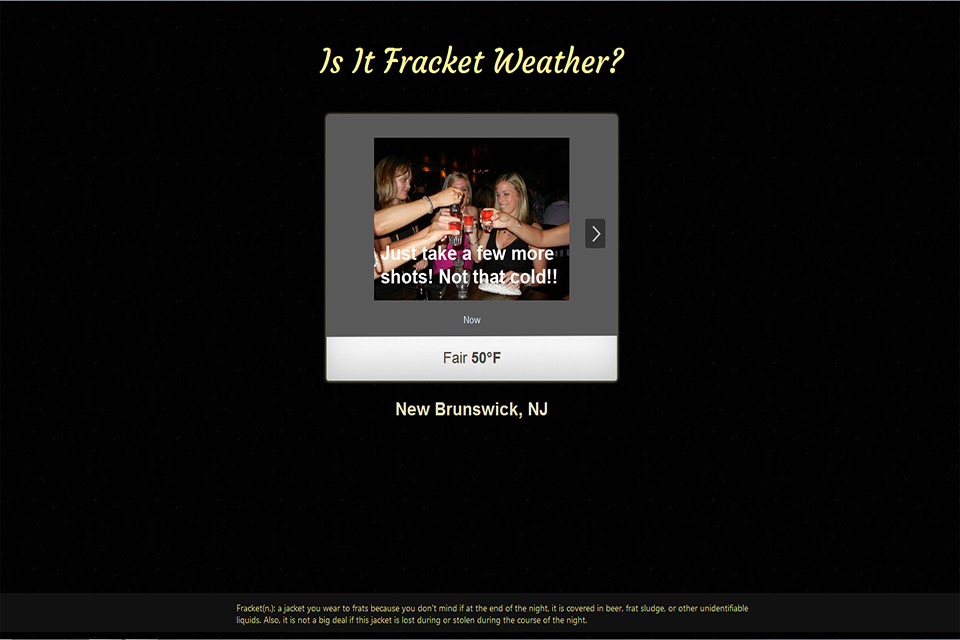 Is It Fracket Weather?
Just take a few more
shots! Not that cold!!
Now
Fair 50°F
New Brunswick, NJ
Fracket(n.): a jacket you wear to frats because you don't mind if at the end of the night, it is covered in beer, frat sludge, or other unidentifiable
liquids. Also, it is not a big deal if this jacket is lost during or stolen during the course of the night.